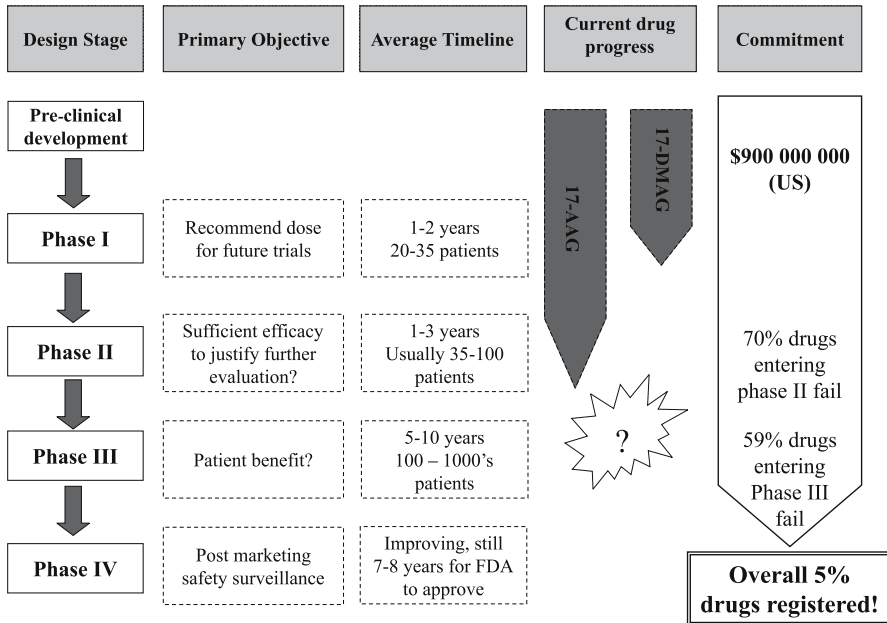 Design Stage
Primary Objective
Average Timeline
Current drug
progress
Commitment
Pre-clinical
development
17-AAG
17-DMAG
$900 000 000
(US)
Phase I
Recommend dose
for future trials
1-2 years
20-35 patients
Phase II
Sufficient efficacy
to justify further
evaluation?
1-3 years
Usually 35-100
patients
70% drugs
entering
phase II fail
Phase III
Patient benefit?
5-10 years
100 – 1000's
patients
?
59% drugs
entering
Phase III
fail
Phase IV
Post marketing
safety surveillance
Improving, still
7-8 years for FDA
to approve
Overall 5%
drugs registered!